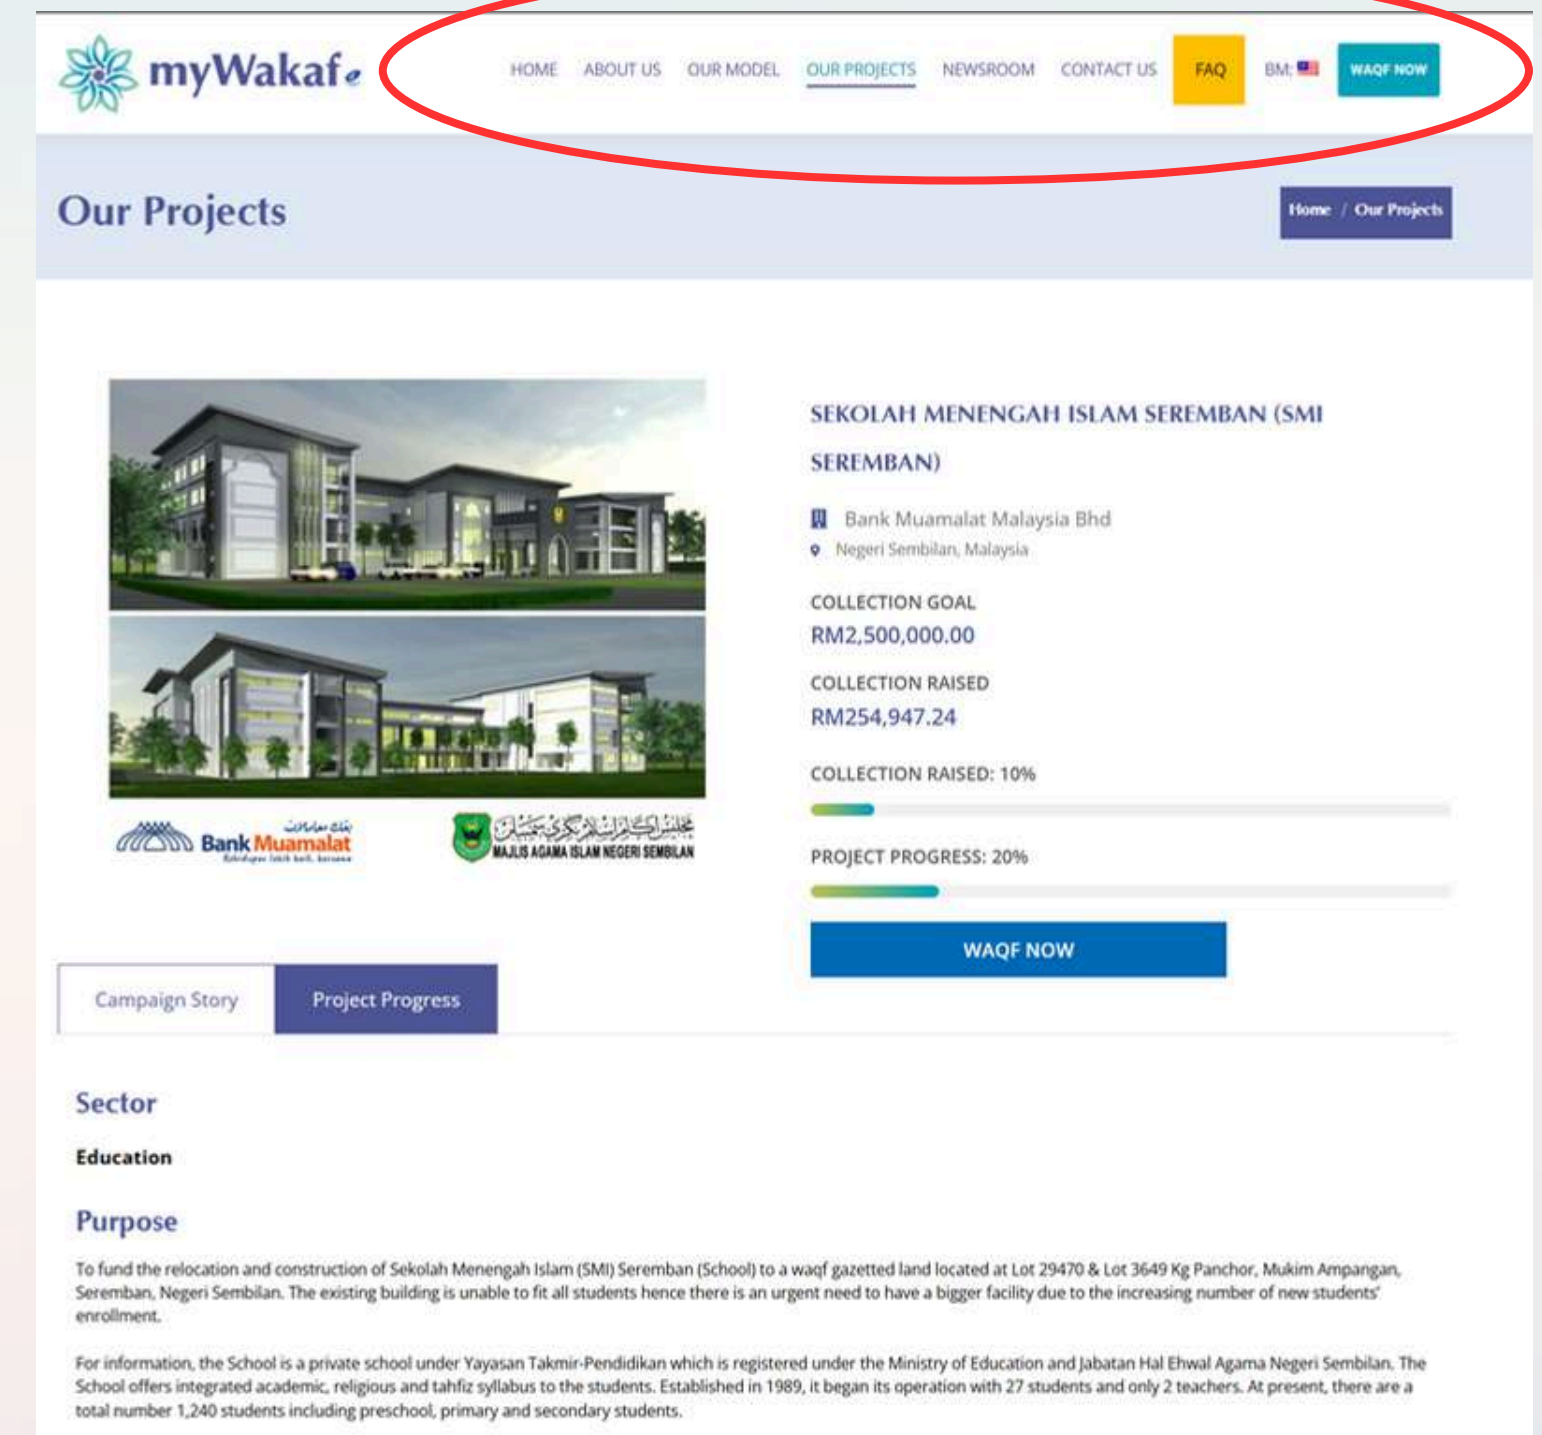 myWakaf e
HOME ABOUT US OUR MODEL OUR PROJECTS NEWSROOM CONTACT US FAQ BM: WAQF NOW
Our Projects
Home / Our Projects
SEKOLAH MENENGAH ISLAM SEREMBAN (SMI
SEREMBAN)
Bank Muamalat Malaysia Bhd
Negeri Sembilan, Malaysia
COLLECTION GOAL
RM2,500,000.00
COLLECTION RAISED
RM254,947.24
COLLECTION RAISED: 10%
PROJECT PROGRESS: 20%
WAQF NOW
بنك معاملات
Bank Muamalat
MAJLIS AGAMA ISLAM NEGERI SEMBILAN
Campaign Story Project Progress
Sector
Education
Purpose
To fund the relocation and construction of Sekolah Menengah Islam (SMI) Seremban (School) to a waqf gazetted land located at Lot 29470 & Lot 3649 Kg Panchor, Mukim Ampangan,
Seremban, Negeri Sembilan. The existing building is unable to fit all students hence there is an urgent need to have a bigger facility due to the increasing number of new students'
enrollment.
For information, the School is a private school under Yayasan Takmir-Pendidikan which is registered under the Ministry of Education and Jabatan Hal Ehwal Agama Negeri Sembilan. The
School offers integrated academic, religious and tahfiz syllabus to the students. Established in 1989, it began its operation with 27 students and only 2 teachers. At present, there are a
total number 1,240 students including preschool, primary and secondary students.